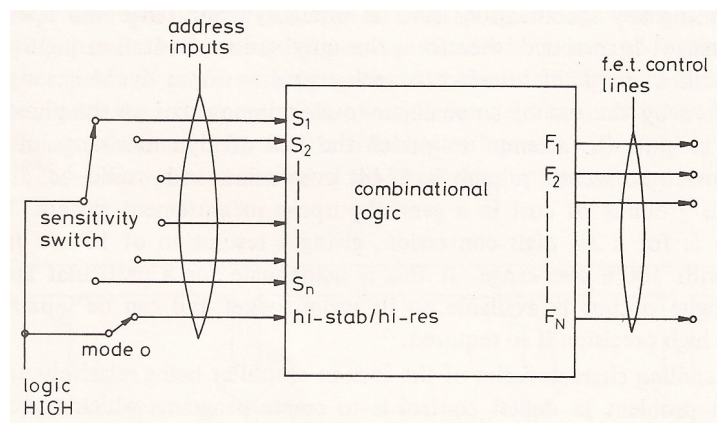 address
inputs
f.e.t. control
lines
S1
S2
Sn
hi-stab/hi-res
combinational
logic
F1
F2
FN
sensitivity
switch
mode o
logic
HIGH